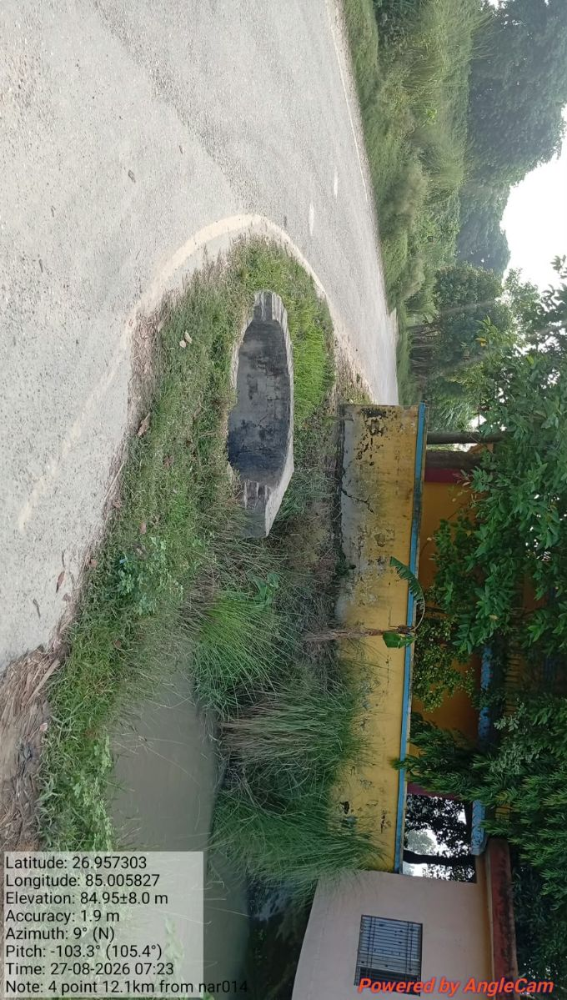 Latitude: 26.957303
Longitude: 85.005827
Elevation: 84.95±8.0 m
Accuracy: 1.9 m
Azimuth: 9° (N)
Pitch: -103.3° (105.4°)
Time: 27-08-2026 07:23
Note: 4 point 12.1km from nar014
Powered by AngleCam